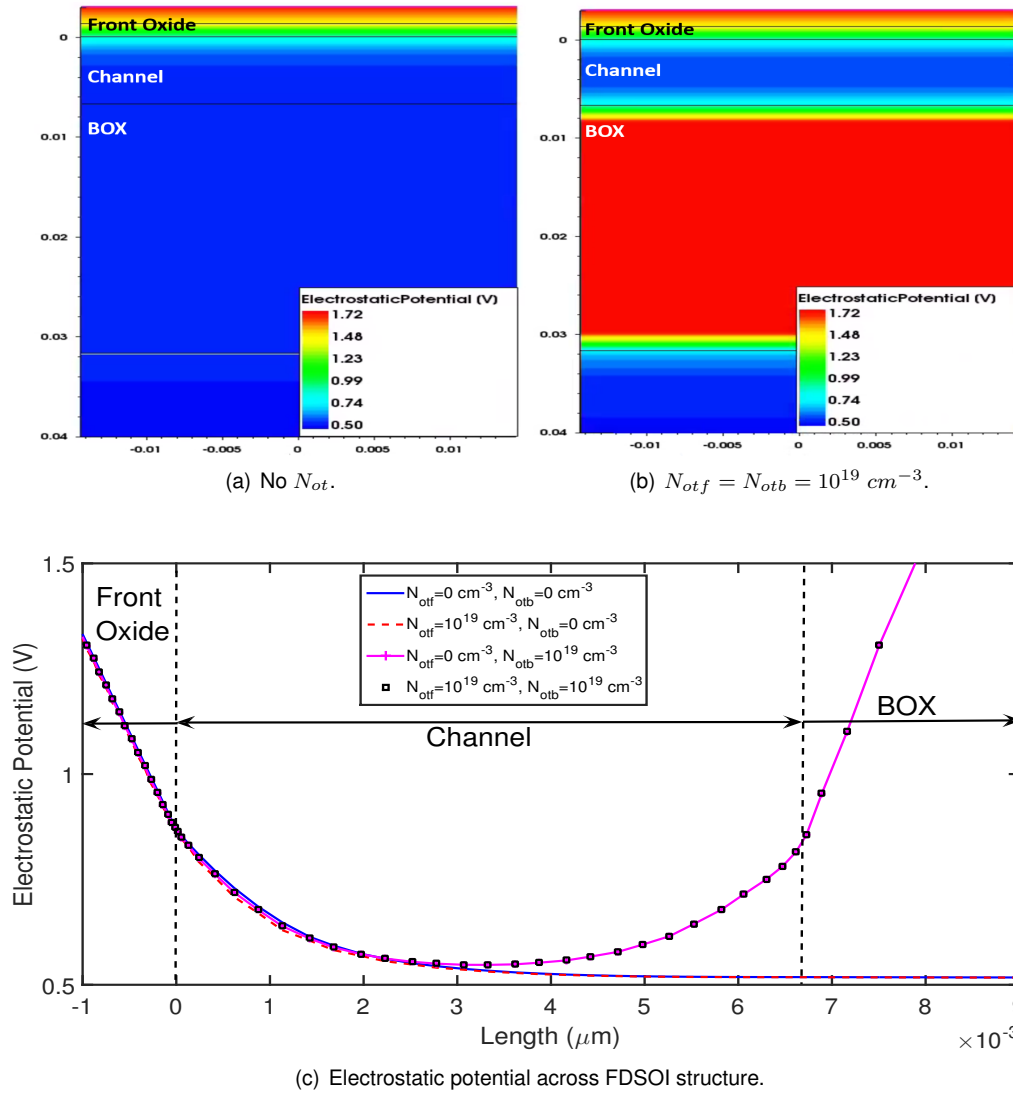 Front Oxide
Channel
BOX
0
0.01
0.02
0.03
0.04
-0.01
-0.005
0
0.005
0.01
ElectrostaticPotential (V)
1.72
1.48
1.23
0.99
0.74
0.50
(a) No N_ot.
Front Oxide
Channel
BOX
0
0.01
0.02
0.03
0.04
-0.01
-0.005
0
0.005
0.01
ElectrostaticPotential (V)
1.72
1.48
1.23
0.99
0.74
0.50
(b) N_otf = N_otb = 10^19 cm^-3.
Electrostatic Potential (V)
1.5
1
0.5
Front
Oxide
N_otf=0 cm^-3, N_otb=0 cm^-3
N_otf=10^19 cm^-3, N_otb=0 cm^-3
N_otf=0 cm^-3, N_otb=10^19 cm^-3
N_otf=10^19 cm^-3, N_otb=10^19 cm^-3
Channel
BOX
-1 0 1 2 3 4 5 6 7 8 9
Length (μm)
×10^-3
(c) Electrostatic potential across FDSOI structure.